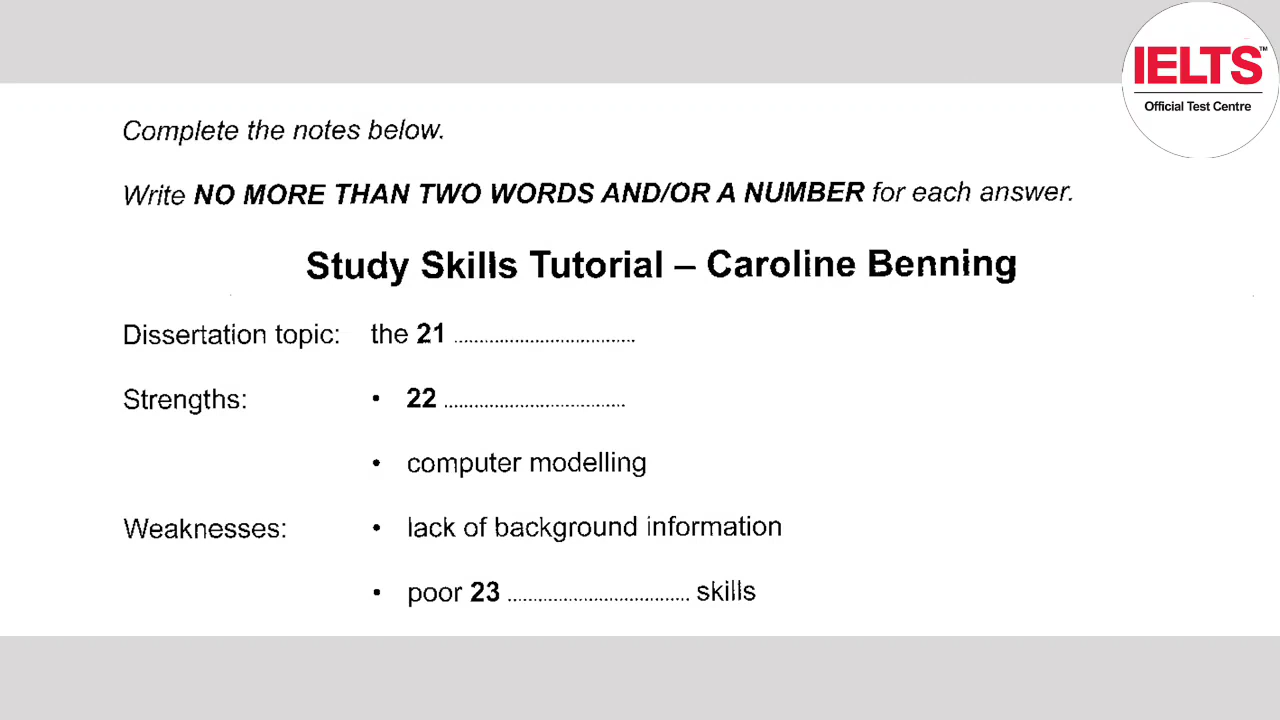 IELTS™
Official Test Centre
Complete the notes below.
Write NO MORE THAN TWO WORDS AND/OR A NUMBER for each answer.
Study Skills Tutorial – Caroline Benning
Dissertation topic: the 21 ....................................
Strengths: • 22 ....................................
• computer modelling
Weaknesses: • lack of background information
• poor 23 .................................... skills